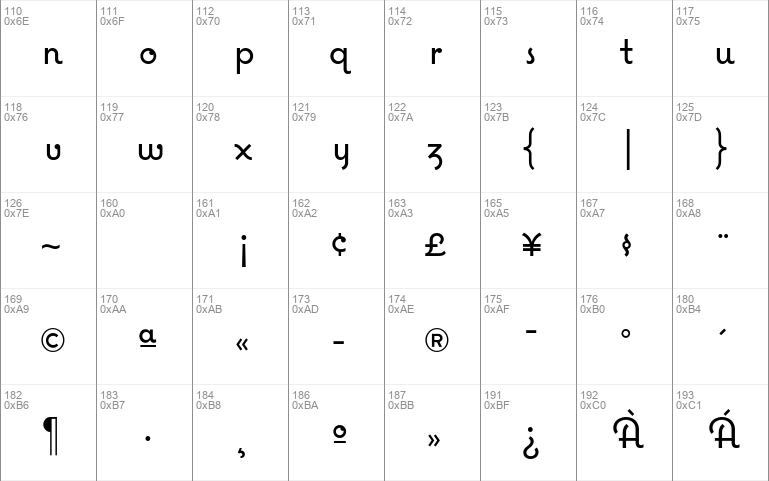 110 111 112 113 114 115 116 117
0x6E 0x6F 0x70 0x71 0x72 0x73 0x74 0x75
n o p q r s t u
118 119 120 121 122 123 124 125
0x76 0x77 0x78 0x79 0x7A 0x7B 0x7C 0x7D
v w x y z { | }
126 160 161 162 163 165 167 168
0x7E 0xA0 0xA1 0xA2 0xA3 0xA5 0xA7 0xA8
~ ¡ ¢ £ ¥ § ¨
169 170 171 173 174 175 176 180
0xA9 0xAA 0xAB 0xAD 0xAE 0xAF 0xB0 0xB4
© ª « - ® ¯ ° ´
182 183 184 186 187 191 192 193
0xB6 0xB7 0xB8 0xBA 0xBB 0xBF 0xC0 0xC1
¶ · ¸ º » ¿ À Á